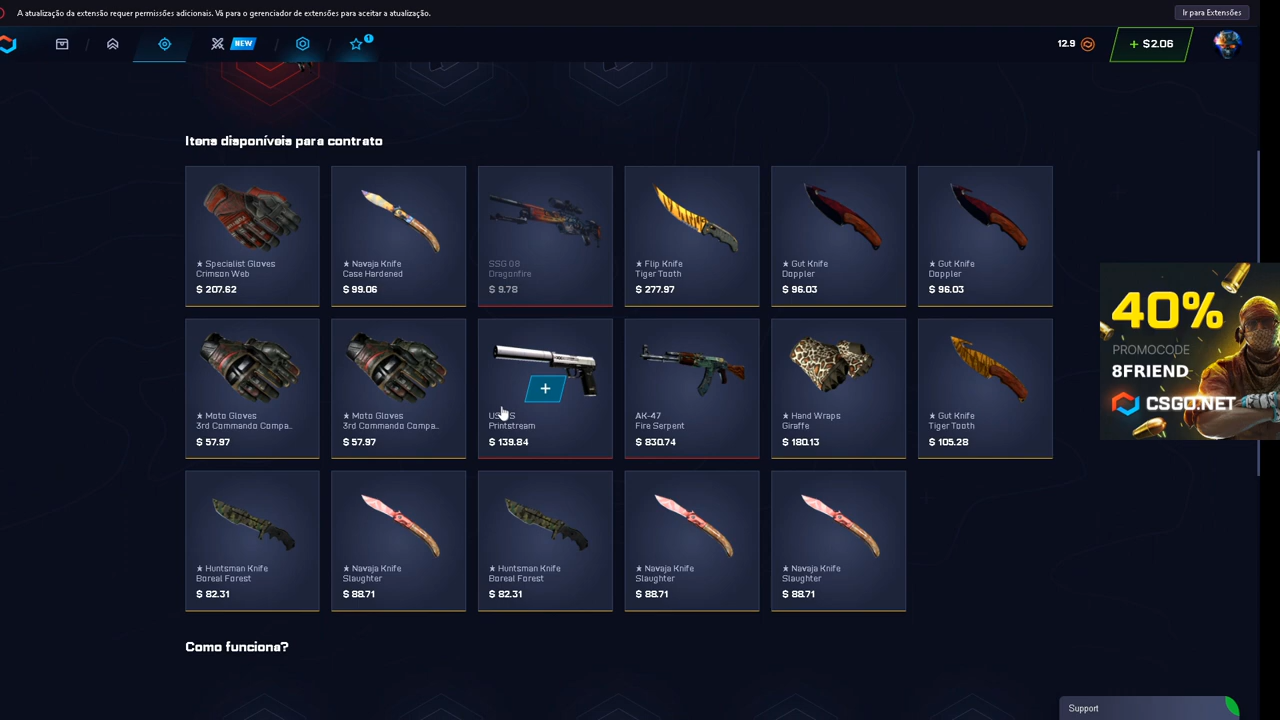 A atualização da extensão requer permissões adicionais. Vá para o gerenciador de extensões para aceitar a atualização.
Ir para Extensões
NEW
1
12.9
+ $2.06
Itens disponíveis para contrato
★ Specialist Gloves
Crimson Web
$ 207.62
★ Navaja Knife
Case Hardened
$ 99.06
SSG 08
Dragonfire
$ 9.78
★ Flip Knife
Tiger Tooth
$ 277.97
★ Gut Knife
Doppler
$ 96.03
★ Gut Knife
Doppler
$ 96.03
★ Moto Gloves
3rd Commando Compa..
$ 57.97
★ Moto Gloves
3rd Commando Compa..
$ 57.97
Printstream
$ 139.84
AK-47
Fire Serpent
$ 830.74
★ Hand Wraps
Giraffe
$ 180.13
★ Gut Knife
Tiger Tooth
$ 105.28
★ Huntsman Knife
Boreal Forest
$ 82.31
★ Navaja Knife
Slaughter
$ 88.71
★ Huntsman Knife
Boreal Forest
$ 82.31
★ Navaja Knife
Slaughter
$ 88.71
★ Navaja Knife
Slaughter
$ 88.71
40%
PROMOCODE
8FRIEND
CSGO.NET
Como funciona?
Support